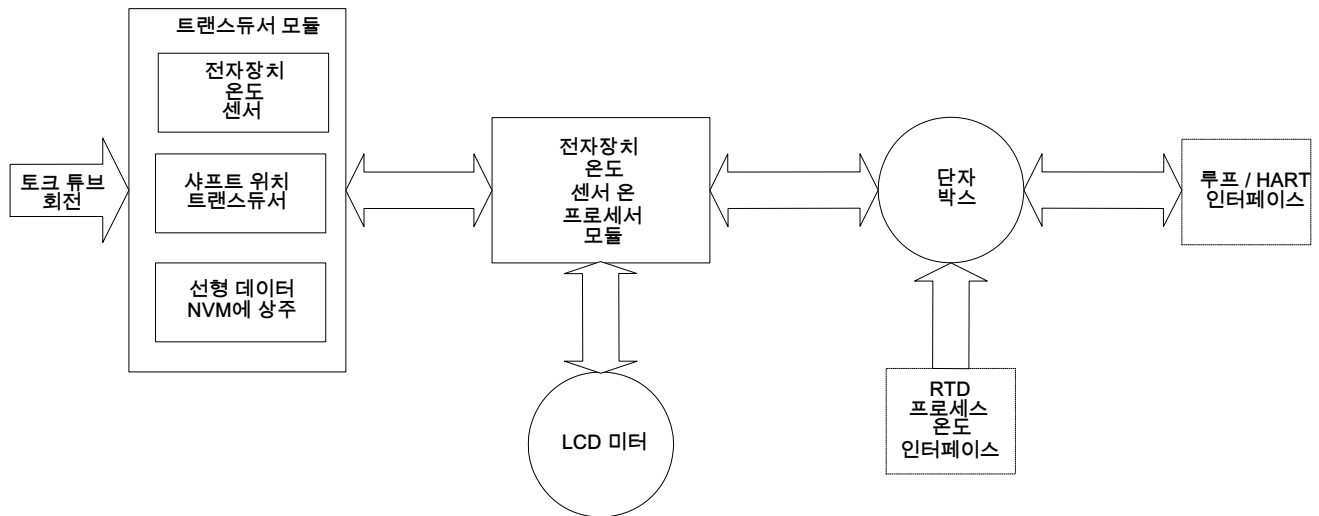 트랜스듀서 모듈
전자장치
온도
센서
토크 튜브
회전
샤프트 위치
트랜스듀서
선형 데이터
NVM에 상주
전자장치
온도
센서 온
프로세서
모듈
LCD 미터
단자
박스
루프 / HART
인터페이스
RTD
프로세스
온도
인터페이스